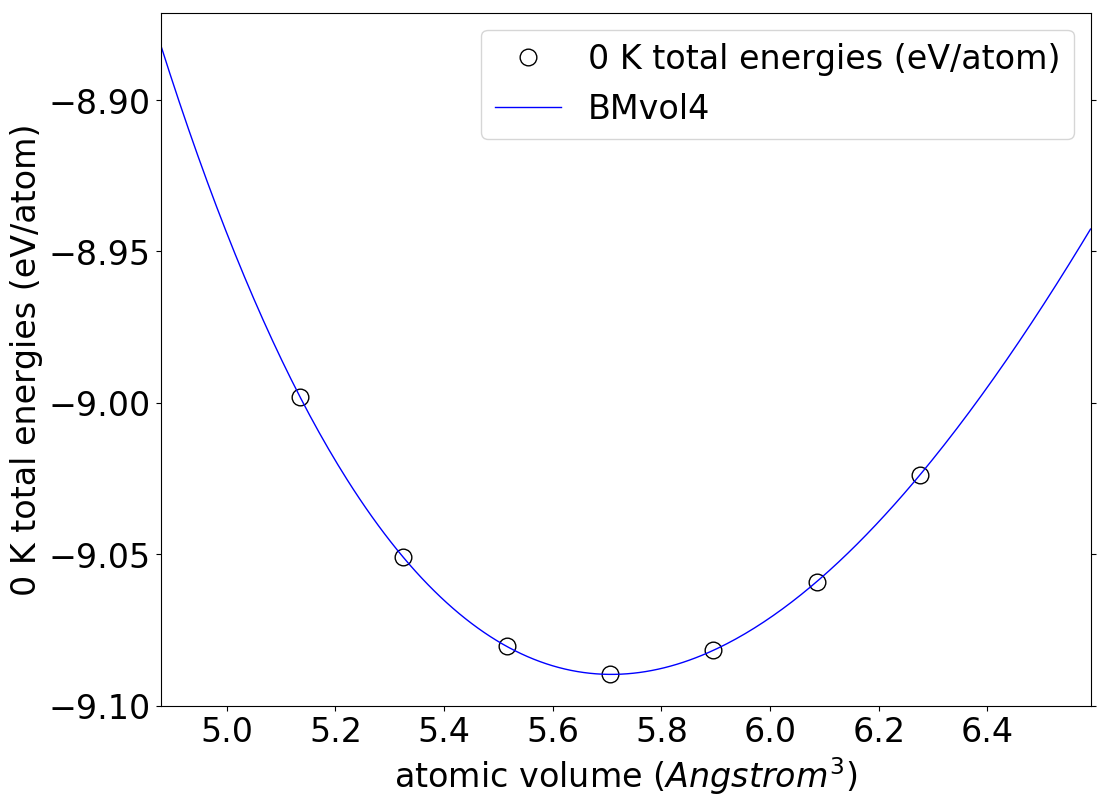 0 K total energies (eV/atom)
BMvol4
0 K total energies (eV/atom)
−8.90
−8.95
−9.00
−9.05
−9.10
5.0 5.2 5.4 5.6 5.8 6.0 6.2 6.4
atomic volume (Angstrom³)